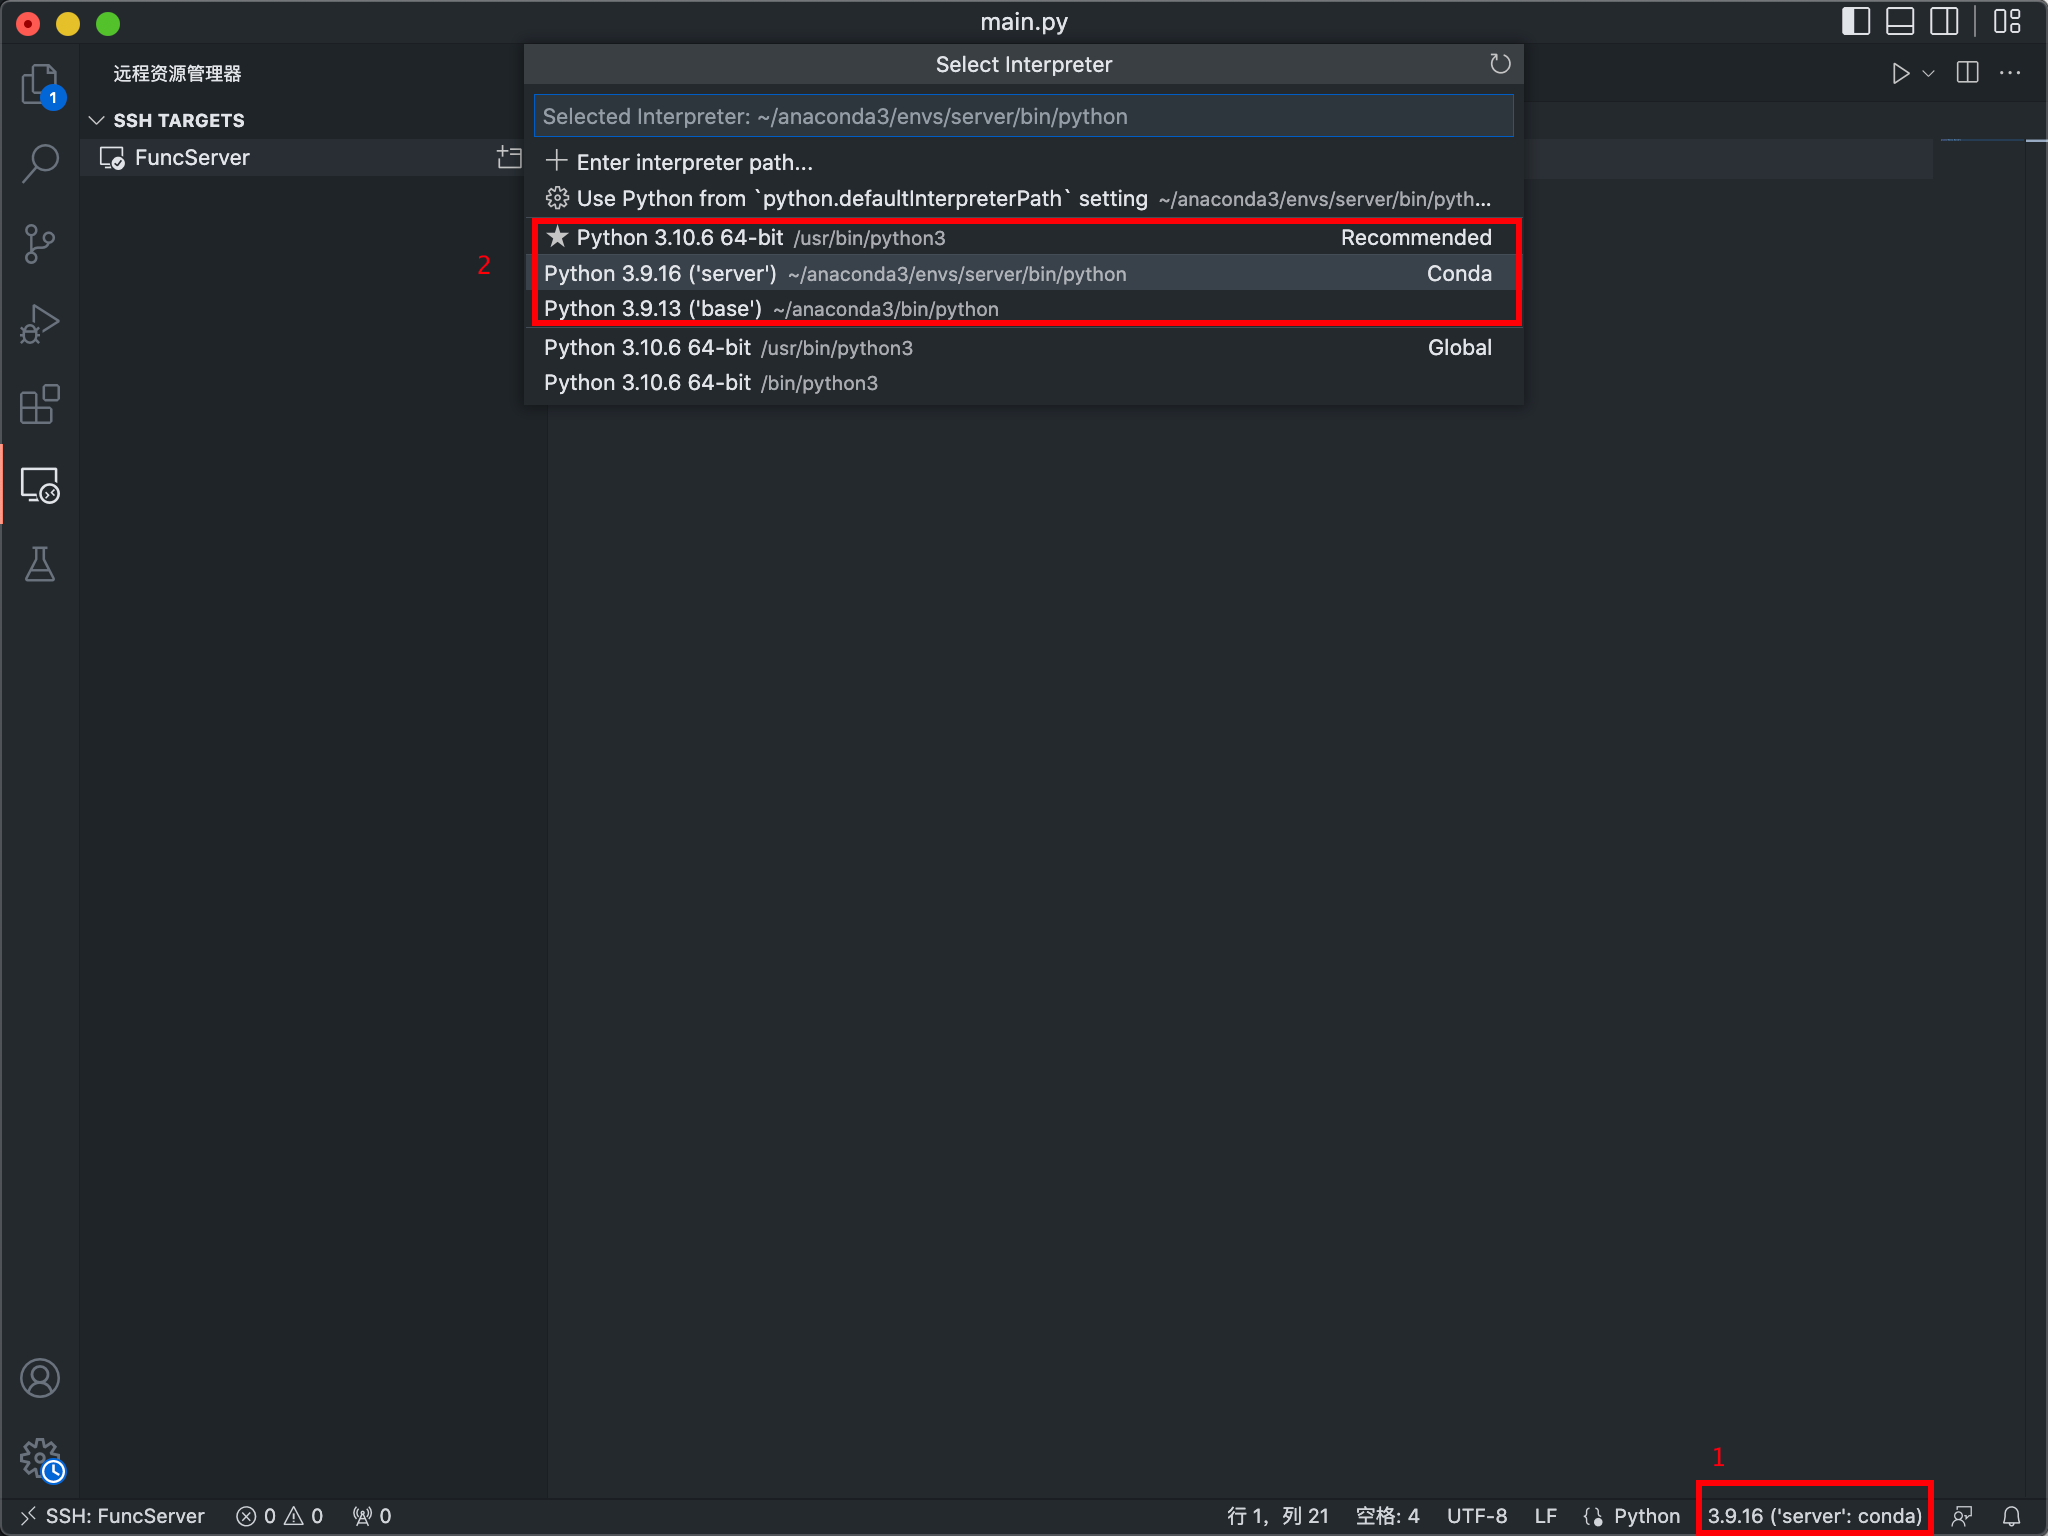 main.py
远程资源管理器
1
SSH TARGETS
FuncServer
Select Interpreter
Selected Interpreter: ~/anaconda3/envs/server/bin/python
Enter interpreter path...
Use Python from `python.defaultInterpreterPath` setting ~/anaconda3/envs/server/bin/pyth...
2
Python 3.10.6 64-bit /usr/bin/python3 Recommended
Python 3.9.16 ('server') ~/anaconda3/envs/server/bin/python Conda
Python 3.9.13 ('base') ~/anaconda3/bin/python
Python 3.10.6 64-bit /usr/bin/python3 Global
Python 3.10.6 64-bit /bin/python3
1
SSH: FuncServer 0 0 0 行 1，列 21 空格: 4 UTF-8 LF {} Python 3.9.16 ('server': conda)